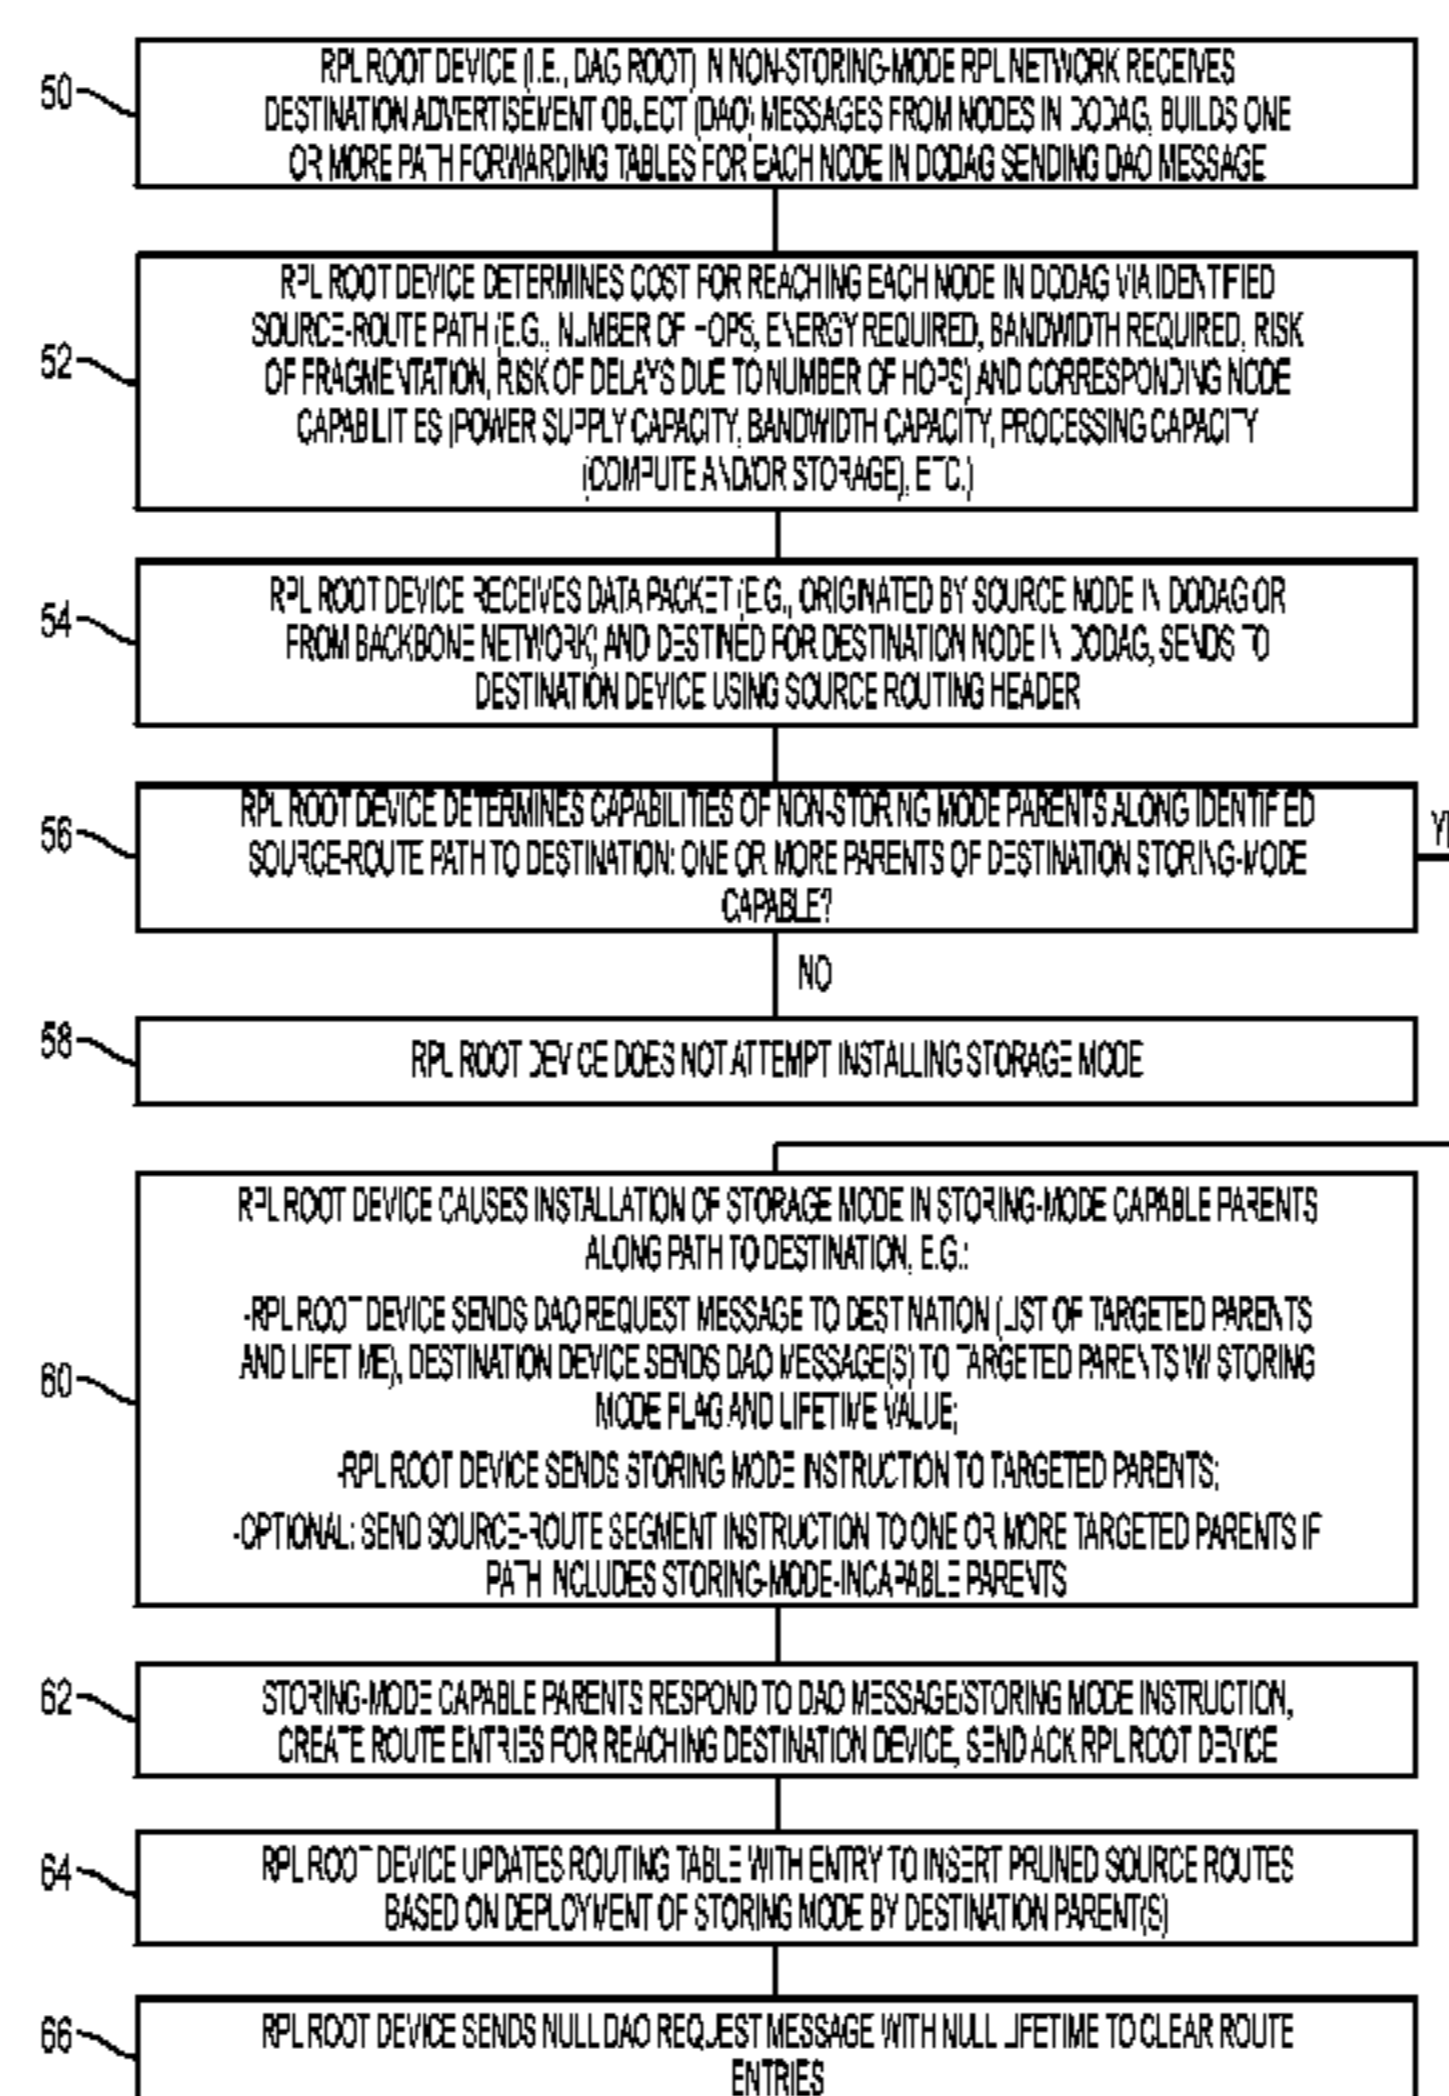 50
RPL ROOT DEVICE (I.E., DAG ROOT) IN NON-STORING-MODE RPL NETWORK RECEIVES
DESTINATION ADVERTISEMENT OBJECT (DAO) MESSAGES FROM NODES IN DODAG, BUILDS ONE
OR MORE PATH FORWARDING TABLES FOR EACH NODE IN DODAG SENDING DAO MESSAGE
52
RPL ROOT DEVICE DETERMINES COST FOR REACHING EACH NODE IN DODAG VIA IDENTIFIED
SOURCE-ROUTE PATH (E.G., NUMBER OF HOPS, ENERGY REQUIRED, BANDWIDTH REQUIRED, RISK
OF FRAGMENTATION, RISK OF DELAYS DUE TO NUMBER OF HOPS) AND CORRESPONDING NODE
CAPABILITIES (POWER SUPPLY CAPACITY, BANDWIDTH CAPACITY, PROCESSING CAPACITY
(COMPUTE AND/OR STORAGE), ETC.)
54
RPL ROOT DEVICE RECEIVES DATA PACKET (E.G., ORIGINATED BY SOURCE NODE IN DODAG OR
FROM BACKBONE NETWORK) AND DESTINED FOR DESTINATION NODE IN DODAG, SENDS TO
DESTINATION DEVICE USING SOURCE ROUTING HEADER
56
RPL ROOT DEVICE DETERMINES CAPABILITIES OF NON-STORING MODE PARENTS ALONG IDENTIFIED
SOURCE-ROUTE PATH TO DESTINATION: ONE OR MORE PARENTS OF DESTINATION STORING-MODE
CAPABLE?
NO
58
RPL ROOT DEVICE DOES NOT ATTEMPT INSTALLING STORAGE MODE
60
RPL ROOT DEVICE CAUSES INSTALLATION OF STORAGE MODE IN STORING-MODE CAPABLE PARENTS
ALONG PATH TO DESTINATION, E.G.:
-RPL ROOT DEVICE SENDS DAO REQUEST MESSAGE TO DESTINATION (LIST OF TARGETED PARENTS
AND LIFETIME), DESTINATION DEVICE SENDS DAO MESSAGE(S) TO TARGETED PARENTS W/ STORING
MODE FLAG AND LIFETIME VALUE;
-RPL ROOT DEVICE SENDS STORING MODE INSTRUCTION TO TARGETED PARENTS;
-OPTIONAL: SEND SOURCE-ROUTE SEGMENT INSTRUCTION TO ONE OR MORE TARGETED PARENTS IF
PATH INCLUDES STORING-MODE-INCAPABLE PARENTS
62
STORING-MODE CAPABLE PARENTS RESPOND TO DAO MESSAGE/STORING MODE INSTRUCTION,
CREATE ROUTE ENTRIES FOR REACHING DESTINATION DEVICE, SEND ACK RPL ROOT DEVICE
64
RPL ROOT DEVICE UPDATES ROUTING TABLE WITH ENTRY TO INSERT PRUNED SOURCE ROUTES
BASED ON DEPLOYMENT OF STORING MODE BY DESTINATION PARENT(S)
66
RPL ROOT DEVICE SENDS NULL DAO REQUEST MESSAGE WITH NULL LIFETIME TO CLEAR ROUTE
ENTRIES